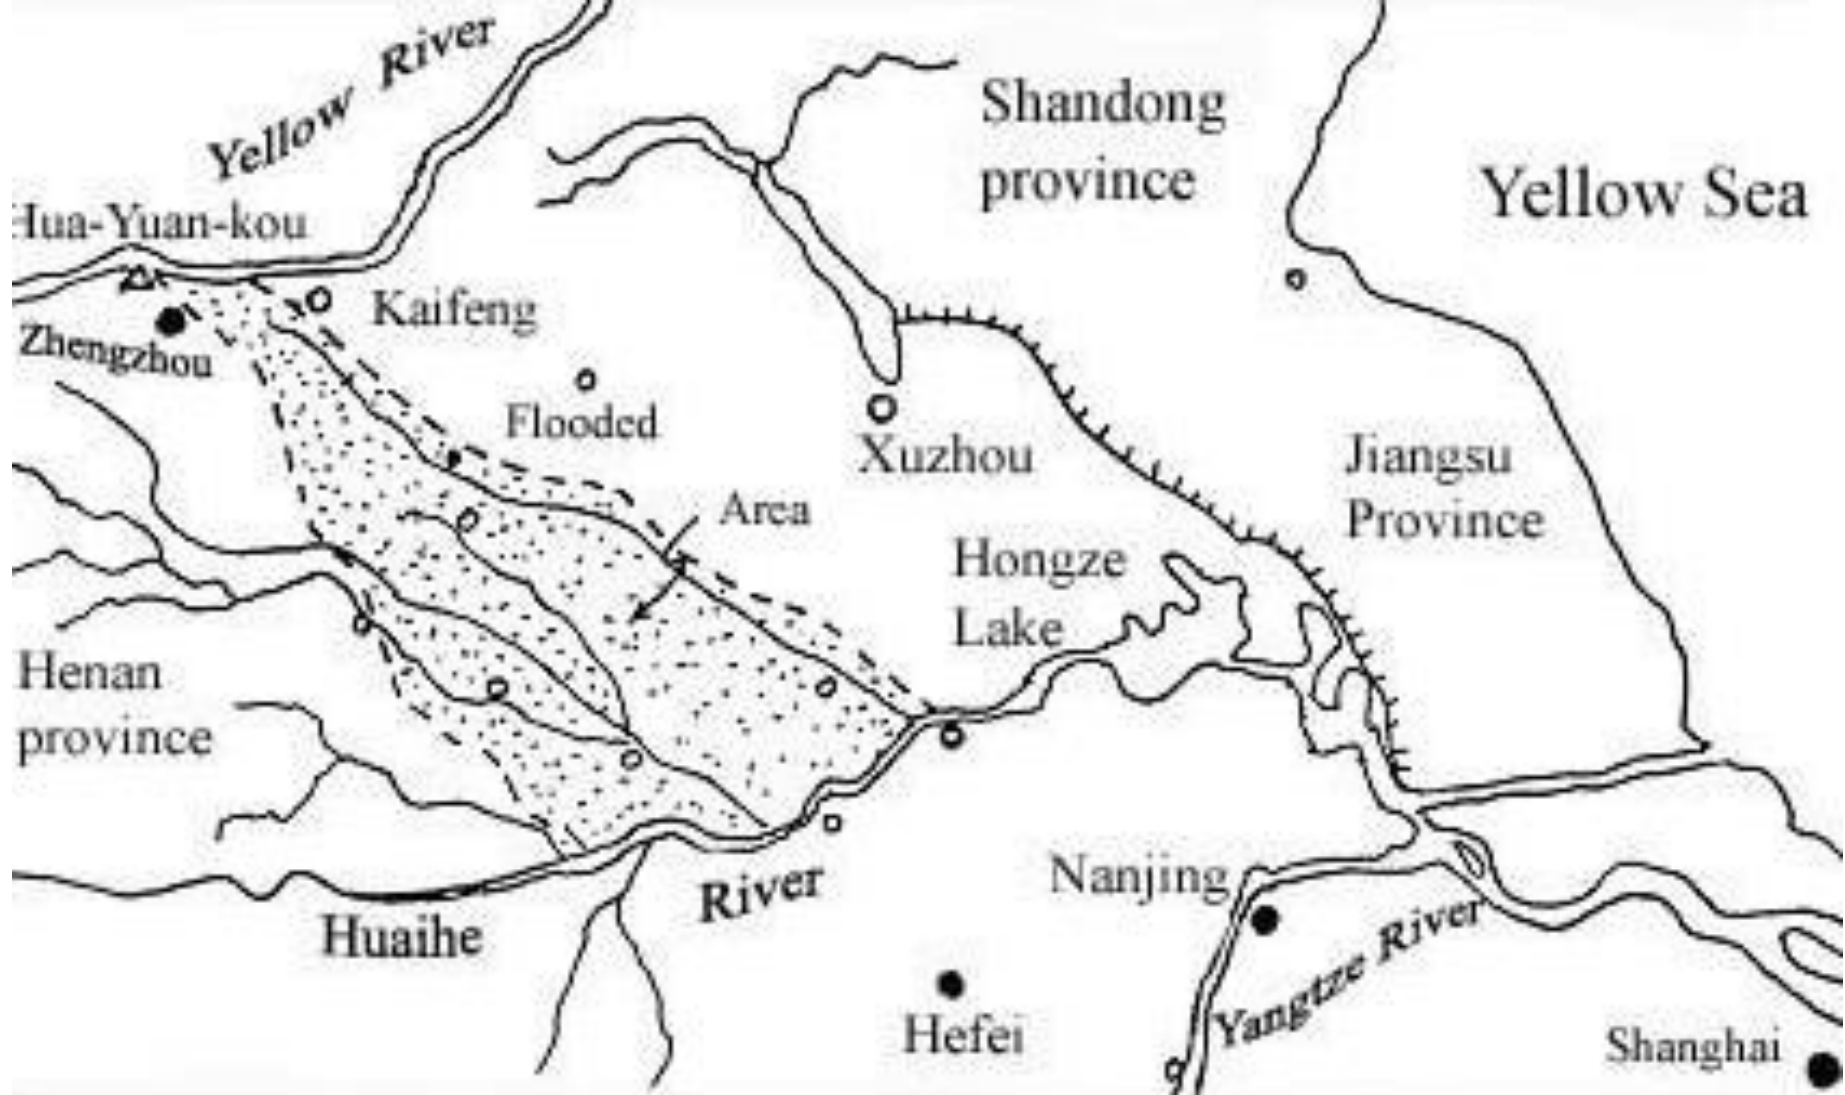 Yellow River
Shandong
province
Yellow Sea
Hua-Yuan-kou
Kaifeng
Zhengzhou
Flooded
Area
Xuzhou
Jiangsu
Province
Hongze
Lake
Henan
province
Huaihe
River
Nanjing
Yangtze River
Hefei
Shanghai